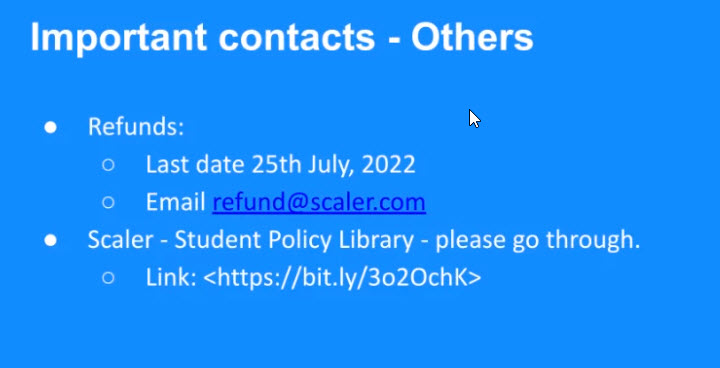 Important contacts - Others
● Refunds:
○ Last date 25th July, 2022
○ Email refund@scaler.com
● Scaler - Student Policy Library - please go through.
○ Link: <https://bit.ly/3o2OchK>